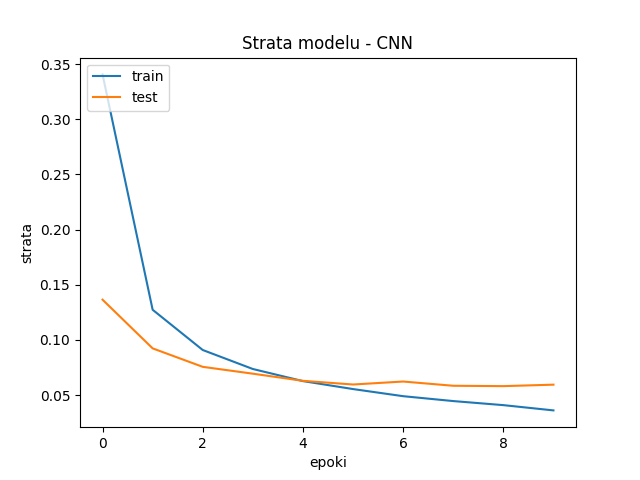 Strata modelu - CNN
train
test
strata
0.35
0.30
0.25
0.20
0.15
0.10
0.05
0 2 4 6 8
epoki